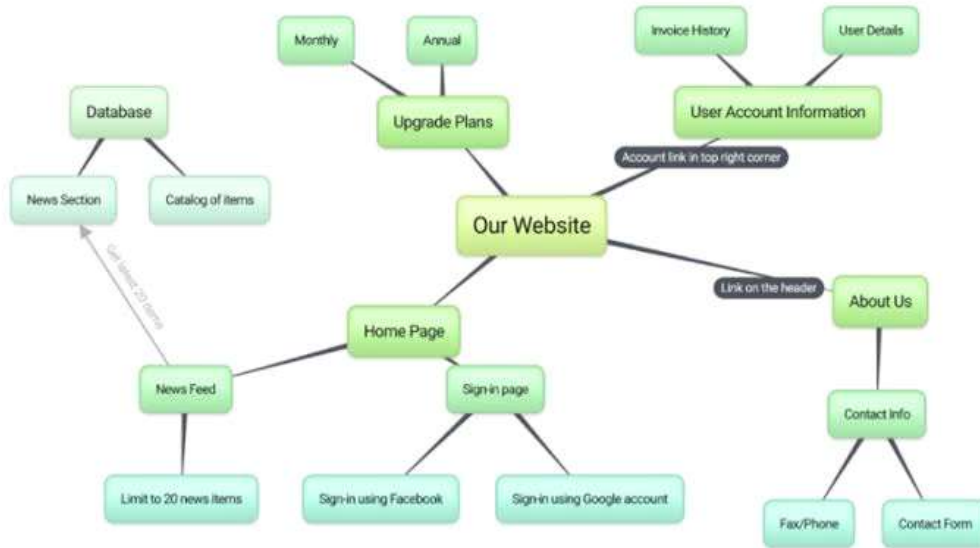 Invoice History
User Details
Monthly
Annual
Database
Upgrade Plans
User Account Information
Account link in top right corner
News Section
Catalog of items
Our Website
Get latest 20 items
Link on the header
About Us
Home Page
News Feed
Sign-in page
Contact Info
Limit to 20 news items
Sign-in using Facebook
Sign-in using Google account
Fax/Phone
Contact Form